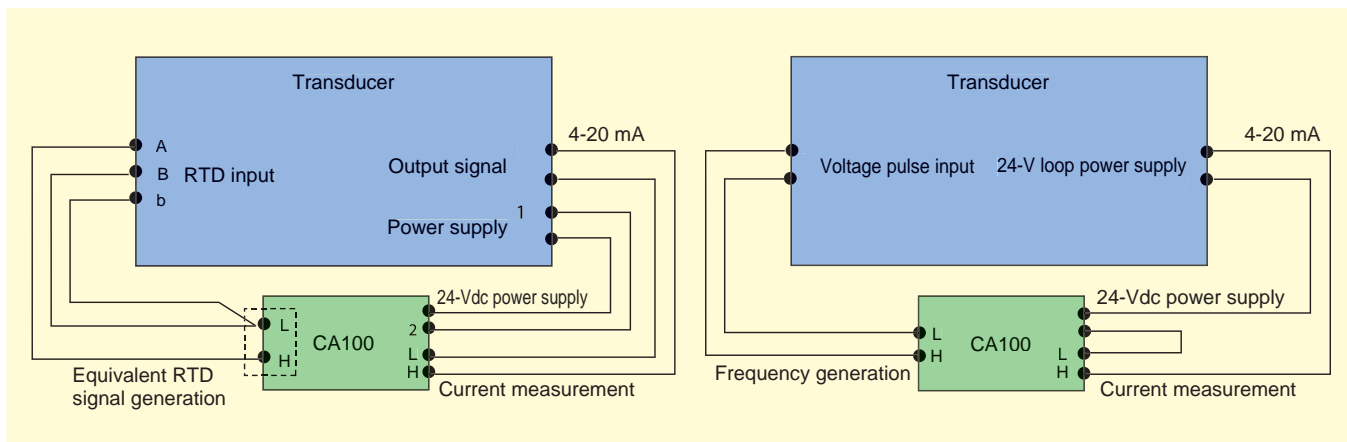 Transducer
4-20 mA
A
B RTD input
b
Output signal
1
Power supply
24-Vdc power supply
L
2
CA100
L
H
H
Equivalent RTD
signal generation
Current measurement
Transducer
4-20 mA
Voltage pulse input
24-V loop power supply
24-Vdc power supply
L
CA100
L
H
H
Frequency generation
Current measurement